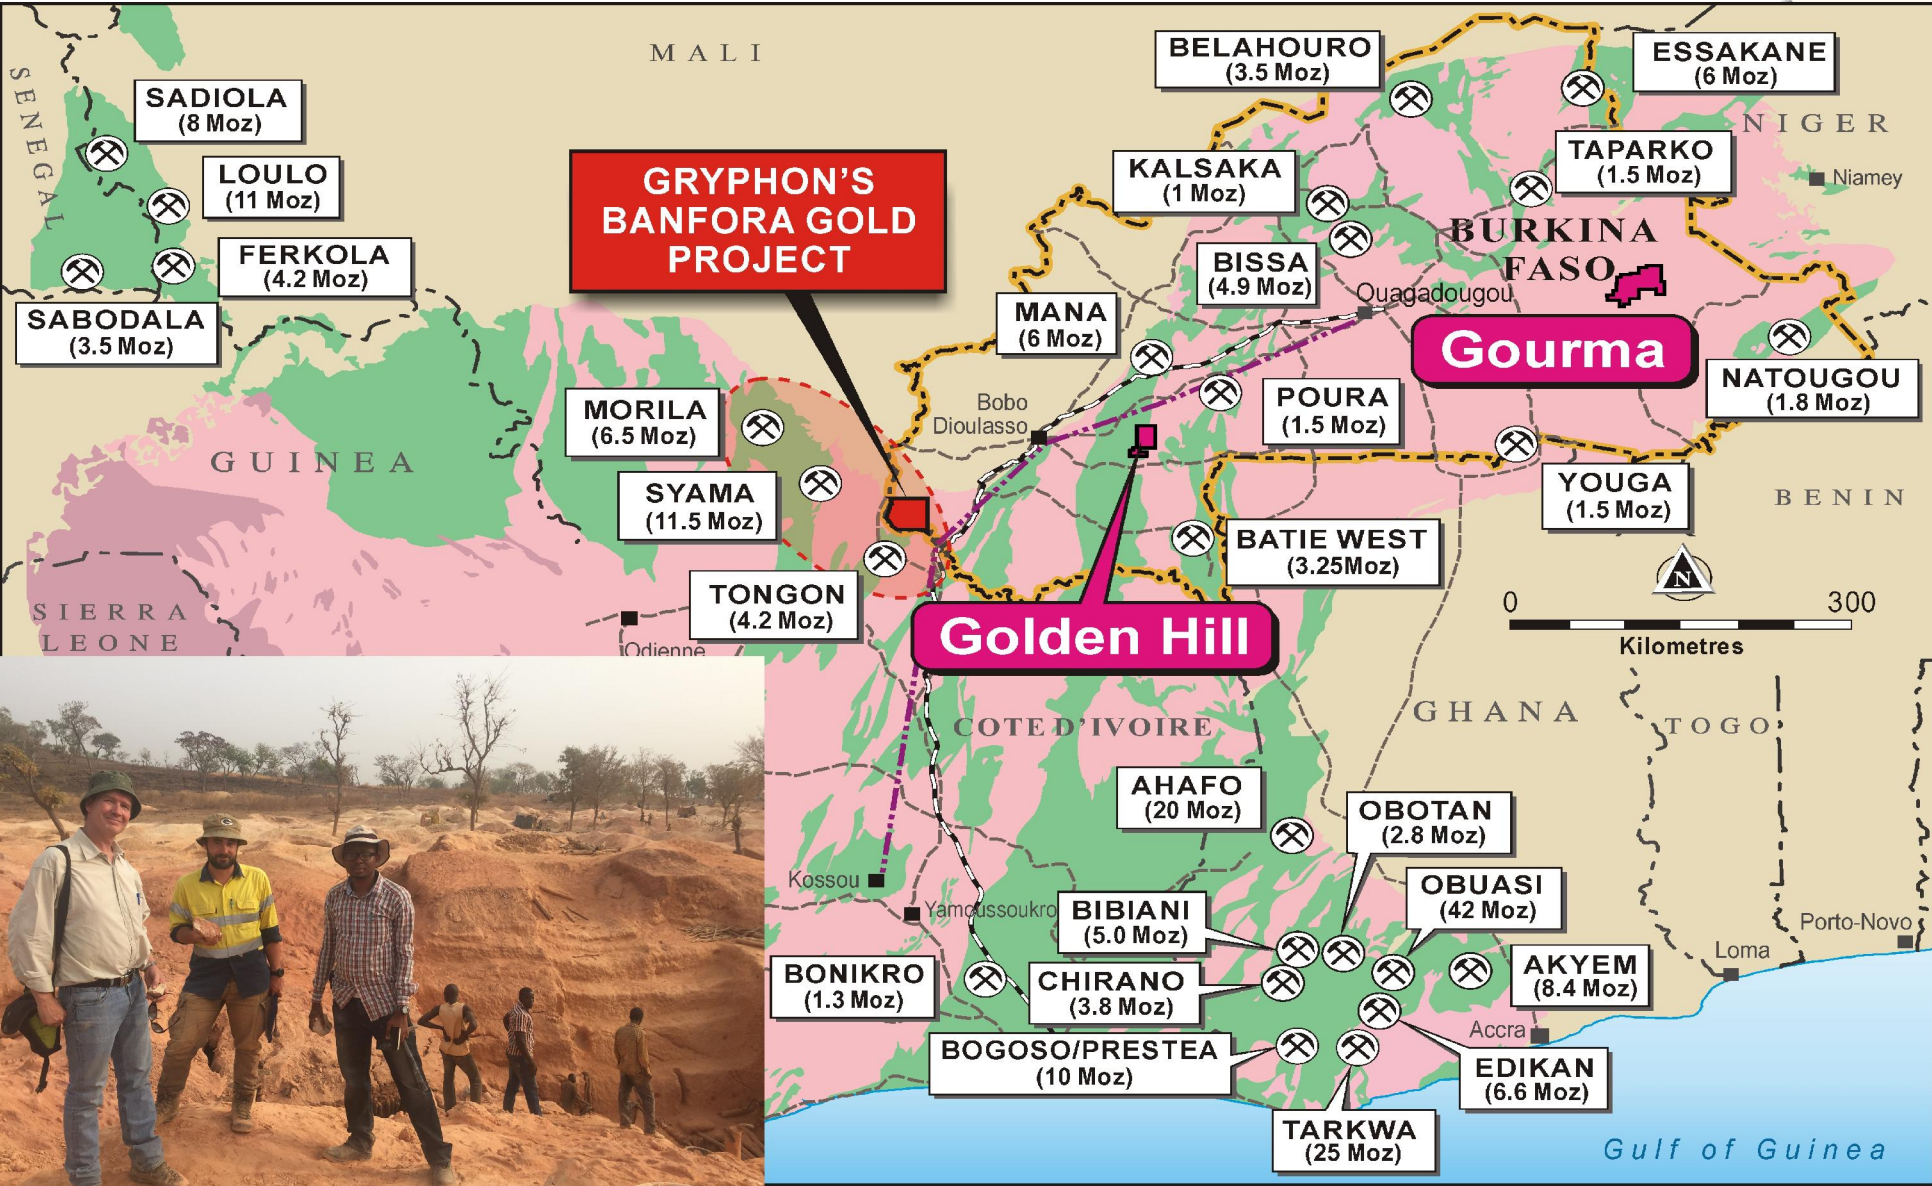 MALI
SENEGAL
SADIOLA
(8 Moz)
LOULO
(11 Moz)
FERKOLA
(4.2 Moz)
SABODALA
(3.5 Moz)
GRYPHON'S
BANFORA GOLD
PROJECT
BELAHOURO
(3.5 Moz)
ESSAKANE
(6 Moz)
NIGER
TAPARKO
(1.5 Moz)
Niamey
KALSAKA
(1 Moz)
BURKINA
FASO
BISSA
(4.9 Moz)
Ouagadougou
MANA
(6 Moz)
Gourma
NATOUGOU
(1.8 Moz)
MORILA
(6.5 Moz)
Bobo
Dioulasso
POURA
(1.5 Moz)
GUINEA
SYAMA
(11.5 Moz)
YOUGA
(1.5 Moz)
BENIN
BATIE WEST
(3.25Moz)
TONGON
(4.2 Moz)
N
0 300
Kilometres
SIERRA
LEONE
Odienne
Golden Hill
COTE D'IVOIRE
GHANA
TOGO
AHAFO
(20 Moz)
OBOTAN
(2.8 Moz)
Kossou
Yamoussoukro
BIBIANI
(5.0 Moz)
OBUASI
(42 Moz)
Porto-Novo
Loma
BONIKRO
(1.3 Moz)
CHIRANO
(3.8 Moz)
AKYEM
(8.4 Moz)
Accra
BOGOSO/PRESTEA
(10 Moz)
EDIKAN
(6.6 Moz)
TARKWA
(25 Moz)
Gulf of Guinea